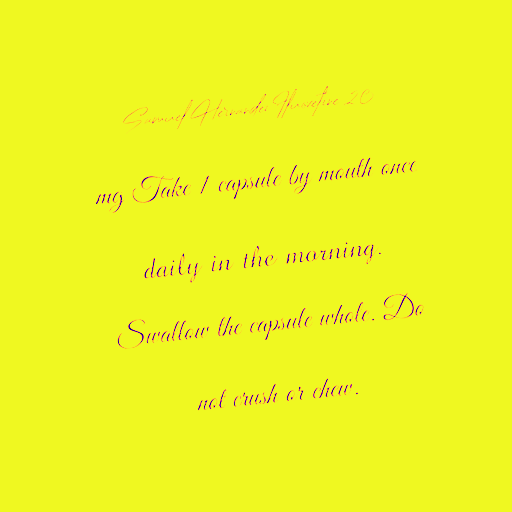 Samuel Hernandez Fluoxetine 20
mg Take 1 capsule by mouth once
daily in the morning.
Swallow the capsule whole. Do
not crush or chew.